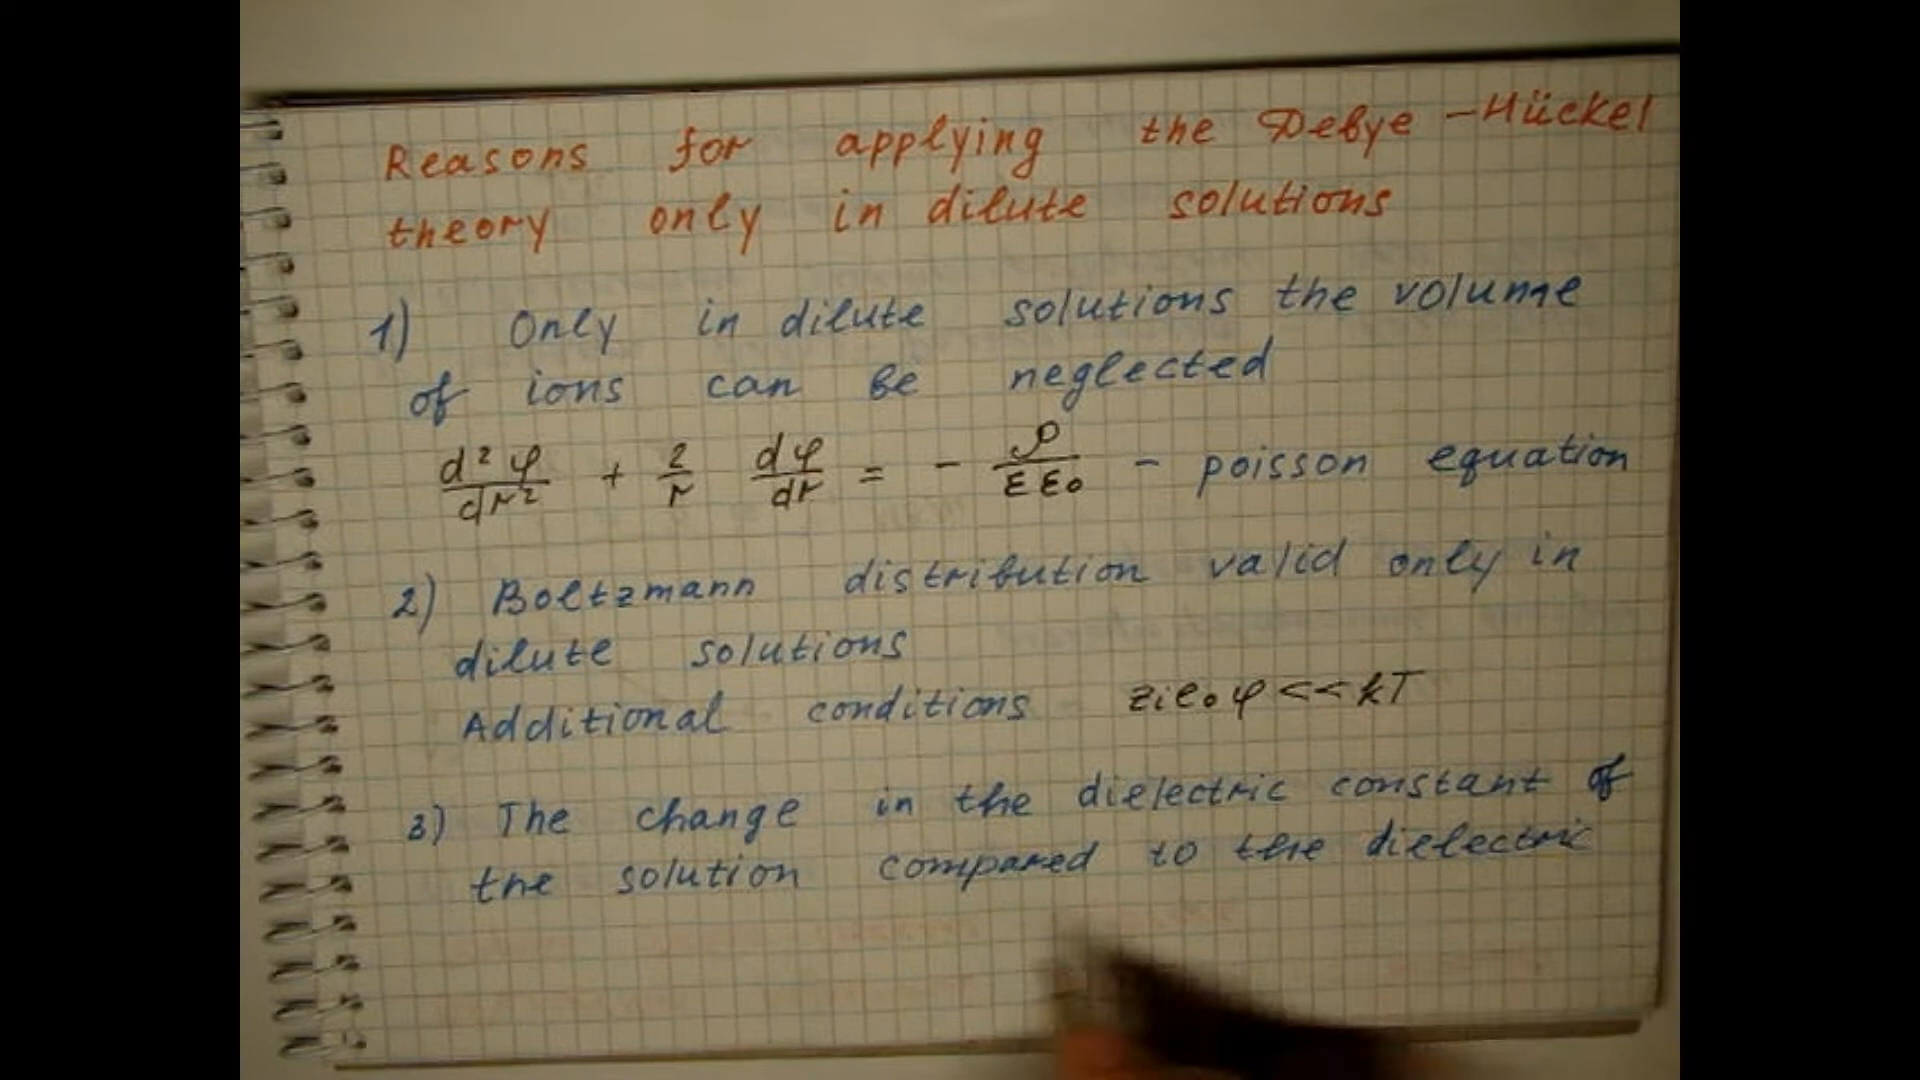 Reasons for applying the Debye - Hückel
theory only in dilute solutions
1) Only in dilute solutions the volume
of ions can be neglected
d²φ/dr² + 2/r dφ/dr = - ρ/εε₀ - poisson equation
2) Boltzmann distribution valid only in
dilute solutions
Additional conditions zie₀φ << kT
3) The change in the dielectric constant of
the solution compared to the dielectric